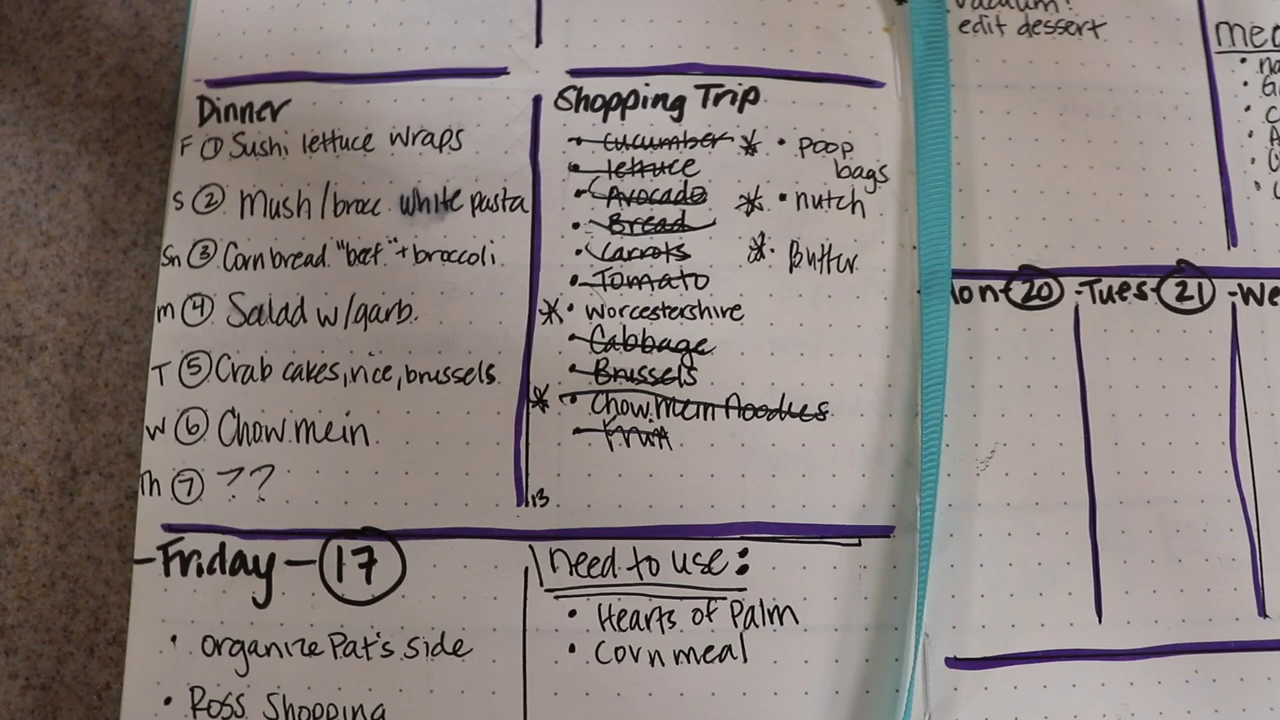 Dinner
F ① Sushi lettuce wraps
S ② Mush/brocc white pasta
Sn ③ Cornbread "beef" + broccoli
m ④ Salad w/garb.
T ⑤ Crab cakes, rice, brussels
W ⑥ Chow mein
Th ⑦ ??
Shopping Trip
• Cucumber
• lettuce
• Avocado
• Bread
• Carrots
• Tomato
* • Worcestershire
• Cabbage
• Brussels
* • Chow mein Noodles
• Fruit
* • poop
bags
* • nutch
* • Butter
13
-Friday- 17
• organize Pat's side
• Ross Shopping
I need to use:
• Hearts of Palm
• Cornmeal
vacuum!
edit dessert
20 -Tues- 21 -We